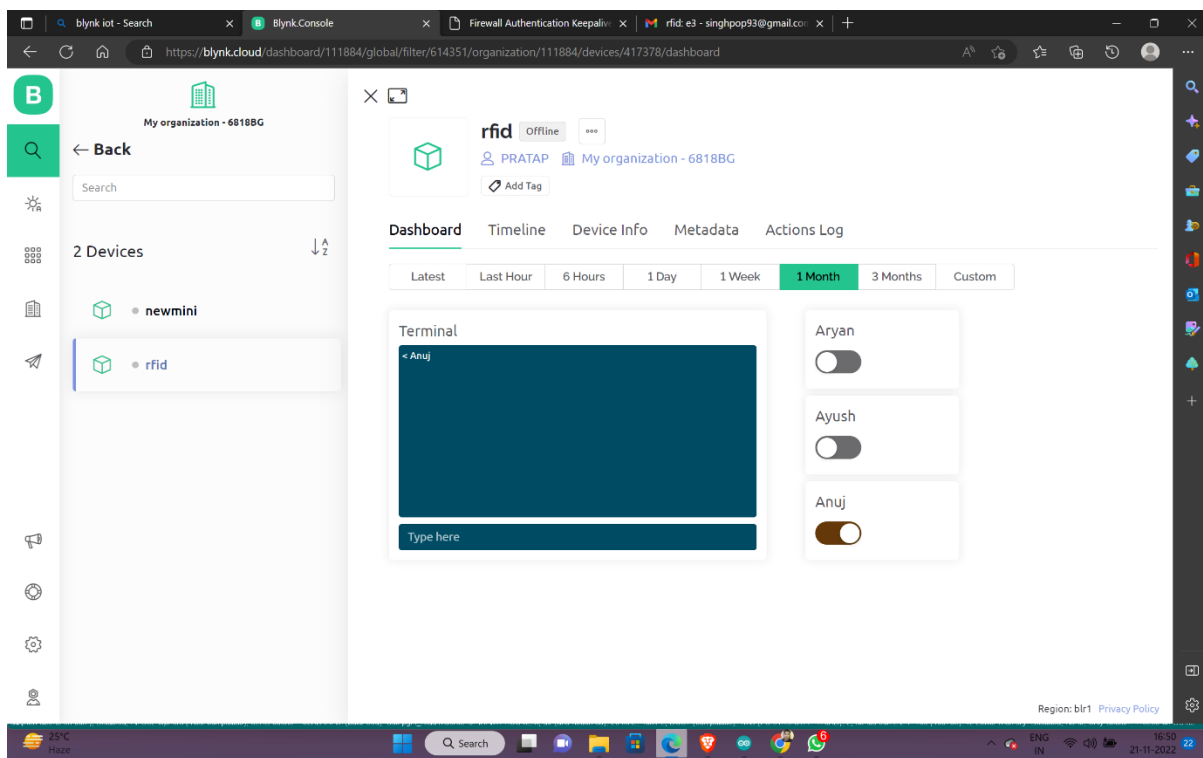 blynk iot - Search
Blynk.Console
Firewall Authentication Keepalive
rfid: e3 - singhpop93@gmail.con
https://blynk.cloud/dashboard/111884/global/filter/614351/organization/111884/devices/417378/dashboard
B
My organization - 6818BG
← Back
Search
2 Devices
newmini
rfid
rfid Offline
PRATAP My organization - 6818BG
Add Tag
Dashboard Timeline Device Info Metadata Actions Log
Latest Last Hour 6 Hours 1 Day 1 Week 1 Month 3 Months Custom
Terminal
< Anuj
Type here
Aryan
Ayush
Anuj
Region: blr1 Privacy Policy
25°C
Haze
Search
6
ENG
IN
16:50
21-11-2022
22